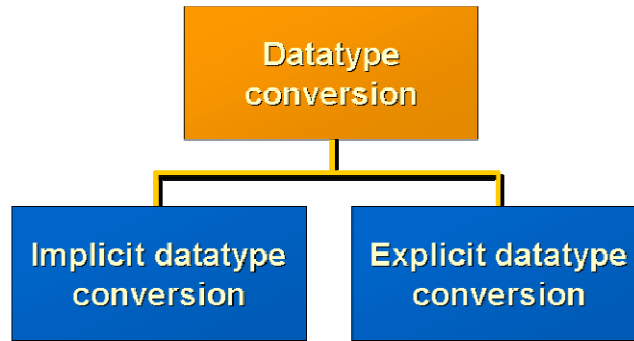 Datatype
conversion
Implicit datatype
conversion
Explicit datatype
conversion